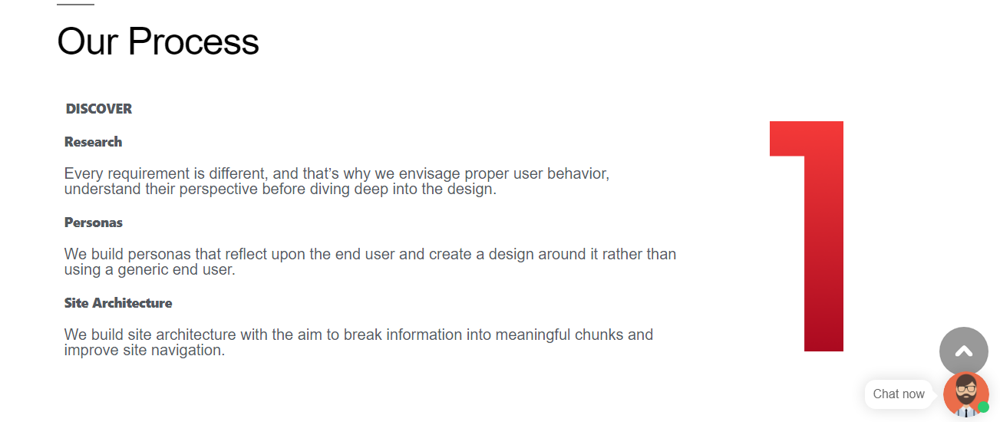 Our Process
DISCOVER
Research
Every requirement is different, and that’s why we envisage proper user behavior,
understand their perspective before diving deep into the design.
Personas
We build personas that reflect upon the end user and create a design around it rather than
using a generic end user.
Site Architecture
We build site architecture with the aim to break information into meaningful chunks and
improve site navigation.
1
Chat now